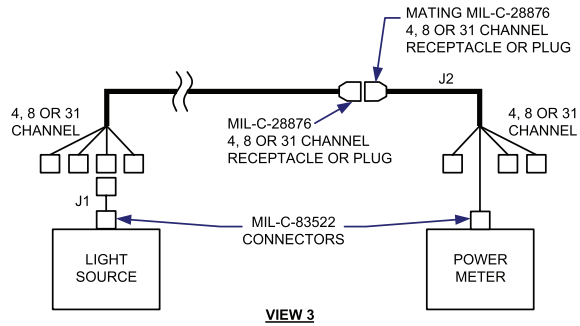 MATING MIL-C-28876
4, 8 OR 31 CHANNEL
RECEPTACLE OR PLUG
J2
4, 8 OR 31
CHANNEL
MIL-C-28876
4, 8 OR 31 CHANNEL
RECEPTACLE OR PLUG
4, 8 OR 31
CHANNEL
J1
MIL-C-83522
CONNECTORS
LIGHT
SOURCE
POWER
METER
VIEW 3